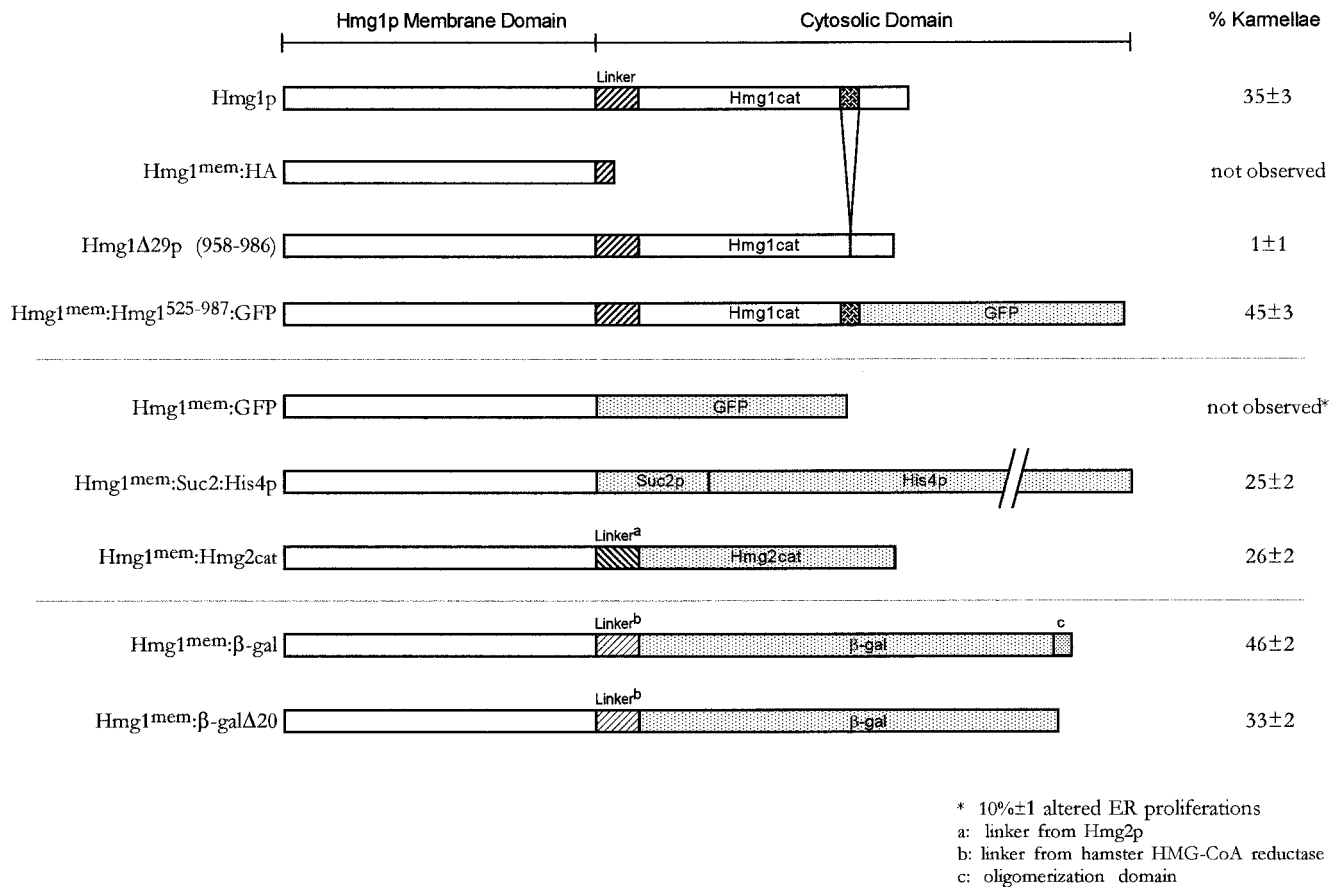 Hmg1p Membrane Domain Cytosolic Domain % Karmellae
Linker
Hmg1p Hmg1cat 35±3
Hmg1mem:HA not observed
Hmg1Δ29p (958-986) Hmg1cat 1±1
Hmg1mem:Hmg1525-987:GFP Hmg1cat GFP 45±3
Hmg1mem:GFP GFP not observed*
Hmg1mem:Suc2:His4p Suc2p His4p 25±2
Linkera
Hmg1mem:Hmg2cat Hmg2cat 26±2
Linkerb c
Hmg1mem:β-gal β-gal 46±2
Linkerb
Hmg1mem:β-galΔ20 β-gal 33±2
* 10%±1 altered ER proliferations
a: linker from Hmg2p
b: linker from hamster HMG-CoA reductase
c: oligomerization domain